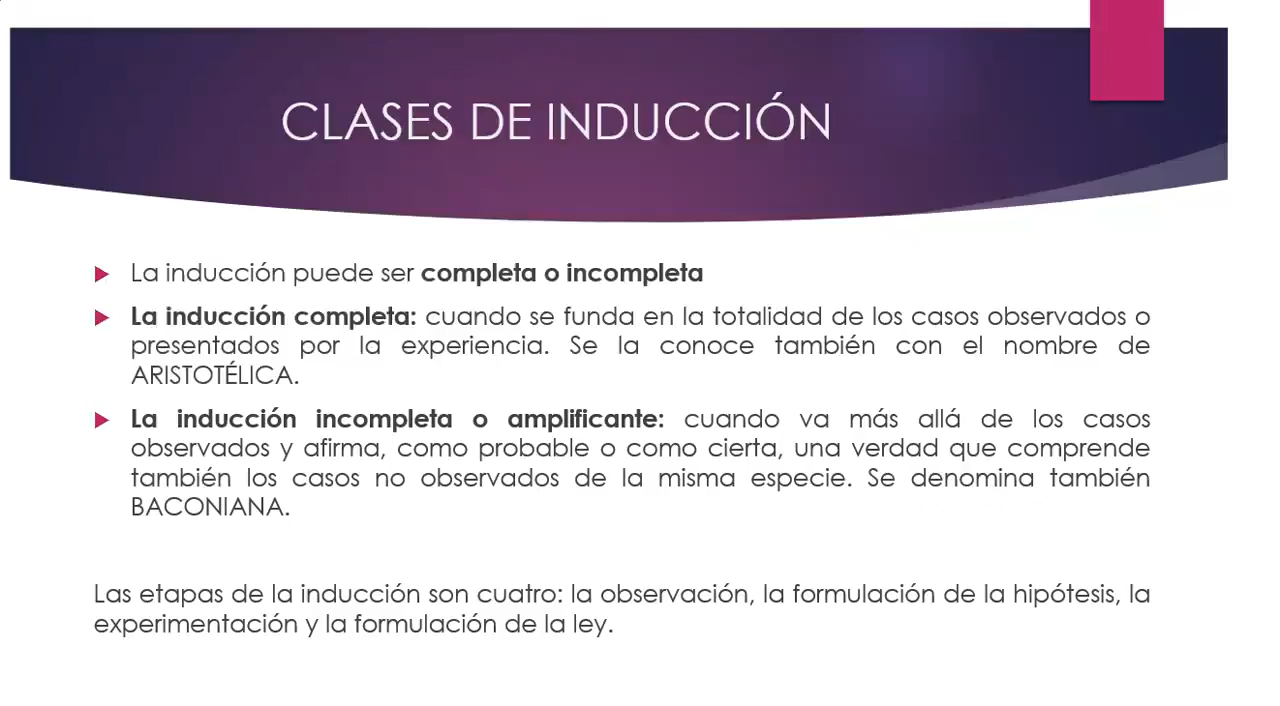 CLASES DE INDUCCIÓN
La inducción puede ser completa o incompleta
La inducción completa: cuando se funda en la totalidad de los casos observados o
presentados por la experiencia. Se la conoce también con el nombre de
ARISTOTÉLICA.
La inducción incompleta o amplificante: cuando va más allá de los casos
observados y afirma, como probable o como cierta, una verdad que comprende
también los casos no observados de la misma especie. Se denomina también
BACONIANA.
Las etapas de la inducción son cuatro: la observación, la formulación de la hipótesis, la
experimentación y la formulación de la ley.